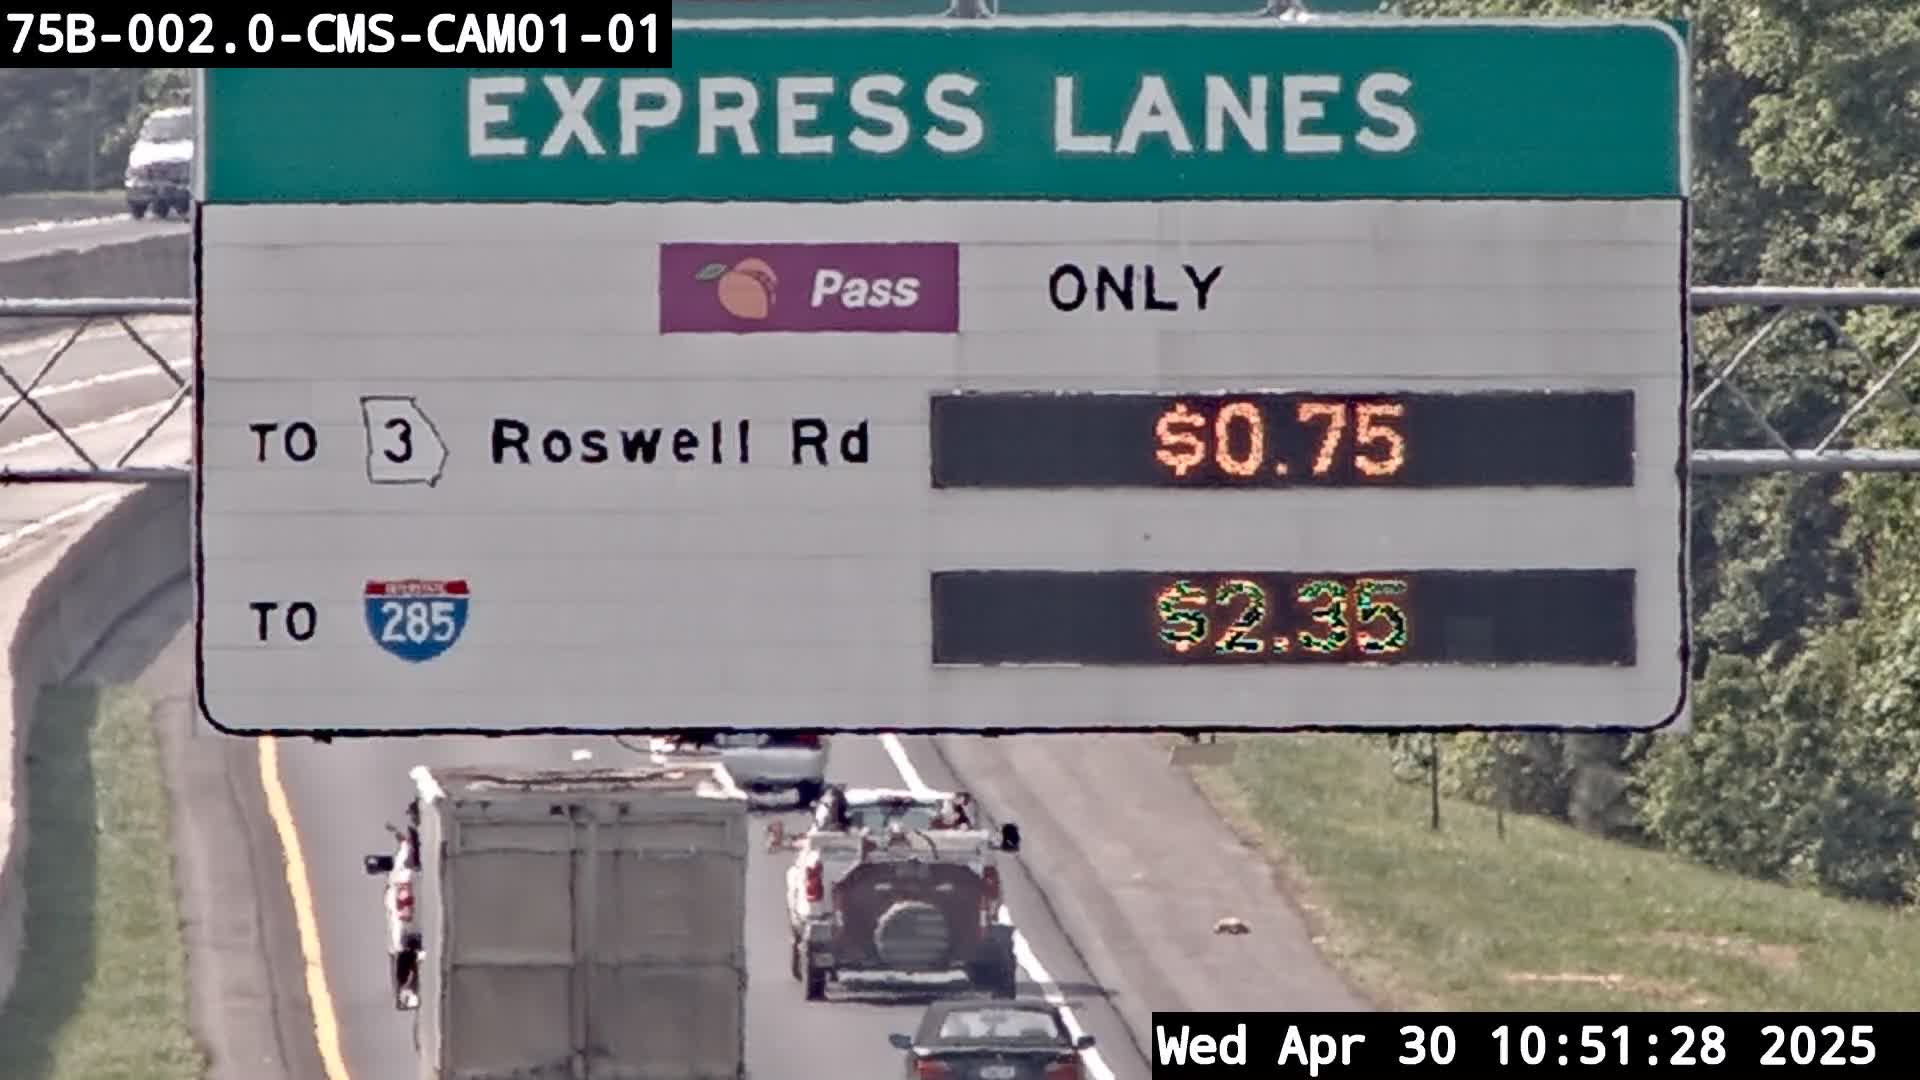 75B-002.0-CMS-CAM01-01
EXPRESS LANES
Pass ONLY
TO 3 Roswell Rd $0.75
INTERSTATE
TO 285 $2.35
Wed Apr 30 10:51:28 2025